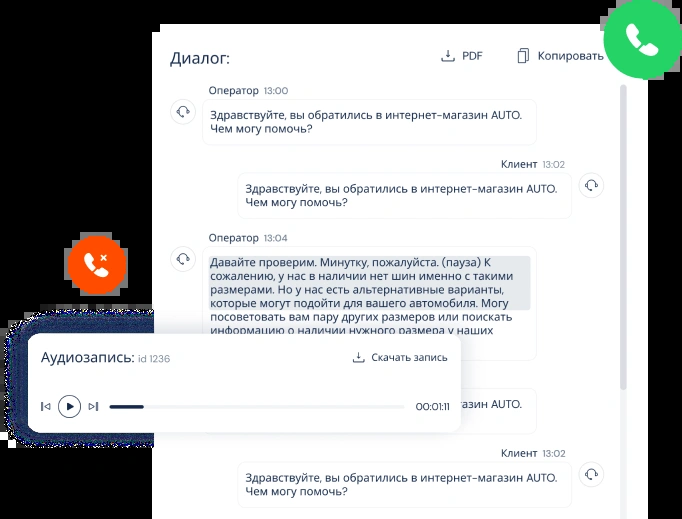 Диалог:
PDF
Копировать
Оператор 13:00
Здравствуйте, вы обратились в интернет-магазин AUTO.
Чем могу помочь?
Клиент 13:02
Здравствуйте, вы обратились в интернет-магазин AUTO.
Чем могу помочь?
Оператор 13:04
Давайте проверим. Минутку, пожалуйста. (пауза) К
сожалению, у нас в наличии нет шин именно с такими
размерами. Но у нас есть альтернативные варианты,
которые могут подойти для вашего автомобиля. Могу
посоветовать вам пару других размеров или поискать
информацию о наличии нужного размера у наших
Аудиозапись: id 1236
Скачать запись
00:01:11
азин AUTO.
Клиент 13:02
Здравствуйте, вы обратились в интернет-магазин AUTO.
Чем могу помочь?